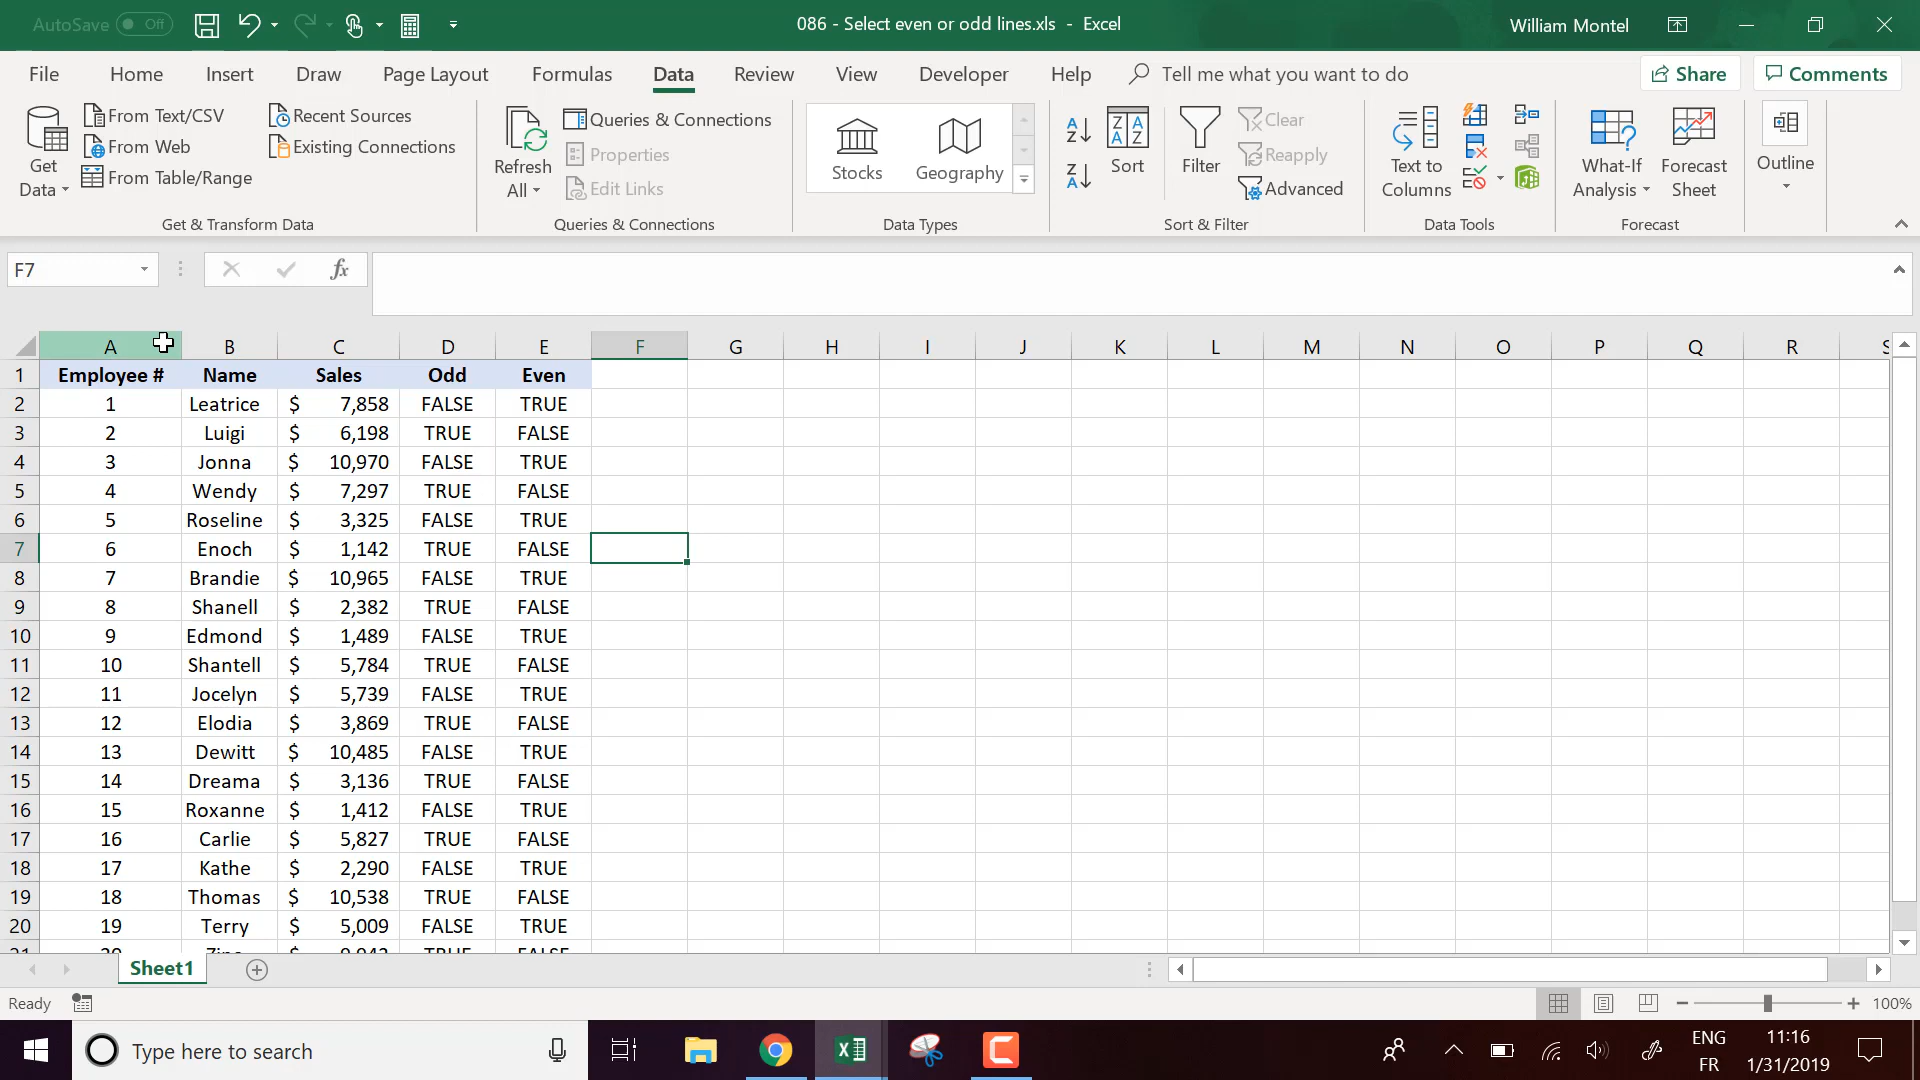 AutoSave Off 086 - Select even or odd lines.xls - Excel William Montel
File Home Insert Draw Page Layout Formulas Data Review View Developer Help Tell me what you want to do Share Comments
Get Data
From Text/CSV
From Web
From Table/Range
Recent Sources
Existing Connections
Get & Transform Data
Refresh All
Queries & Connections
Properties
Edit Links
Queries & Connections
Stocks Geography
Data Types
Sort Filter
Clear
Reapply
Advanced
Sort & Filter
Text to Columns
Data Tools
What-If Analysis
Forecast Sheet
Forecast
Outline
F7 fx
A B C D E F G H I J K L M N O P Q R
1 Employee # Name Sales Odd Even
2 1 Leatrice $ 7,858 FALSE TRUE
3 2 Luigi $ 6,198 TRUE FALSE
4 3 Jonna $ 10,970 FALSE TRUE
5 4 Wendy $ 7,297 TRUE FALSE
6 5 Roseline $ 3,325 FALSE TRUE
7 6 Enoch $ 1,142 TRUE FALSE
8 7 Brandie $ 10,965 FALSE TRUE
9 8 Shanell $ 2,382 TRUE FALSE
10 9 Edmond $ 1,489 FALSE TRUE
11 10 Shantell $ 5,784 TRUE FALSE
12 11 Jocelyn $ 5,739 FALSE TRUE
13 12 Elodia $ 3,869 TRUE FALSE
14 13 Dewitt $ 10,485 FALSE TRUE
15 14 Dreama $ 3,136 TRUE FALSE
16 15 Roxanne $ 1,412 FALSE TRUE
17 16 Carlie $ 5,827 TRUE FALSE
18 17 Kathe $ 2,290 FALSE TRUE
19 18 Thomas $ 10,538 TRUE FALSE
20 19 Terry $ 5,009 FALSE TRUE
Sheet1
Ready 100%
Type here to search
ENG
FR
11:16
1/31/2019